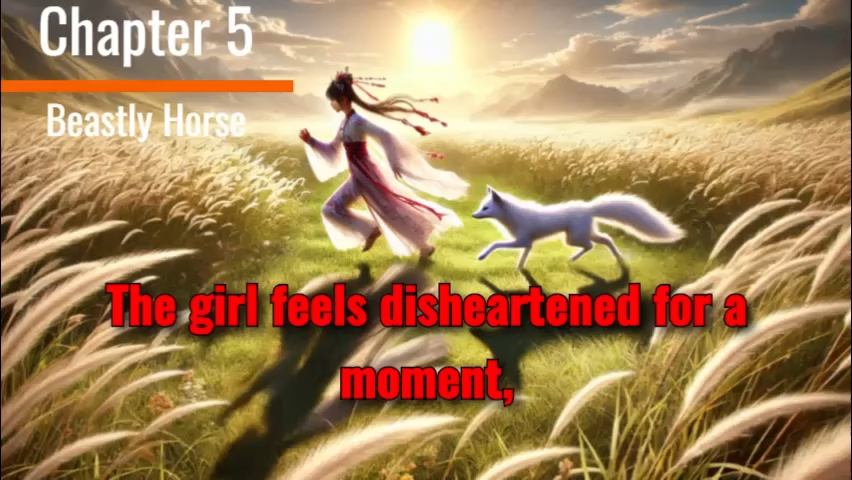 Chapter 5
Beastly Horse
The girl feels disheartened for a
moment,